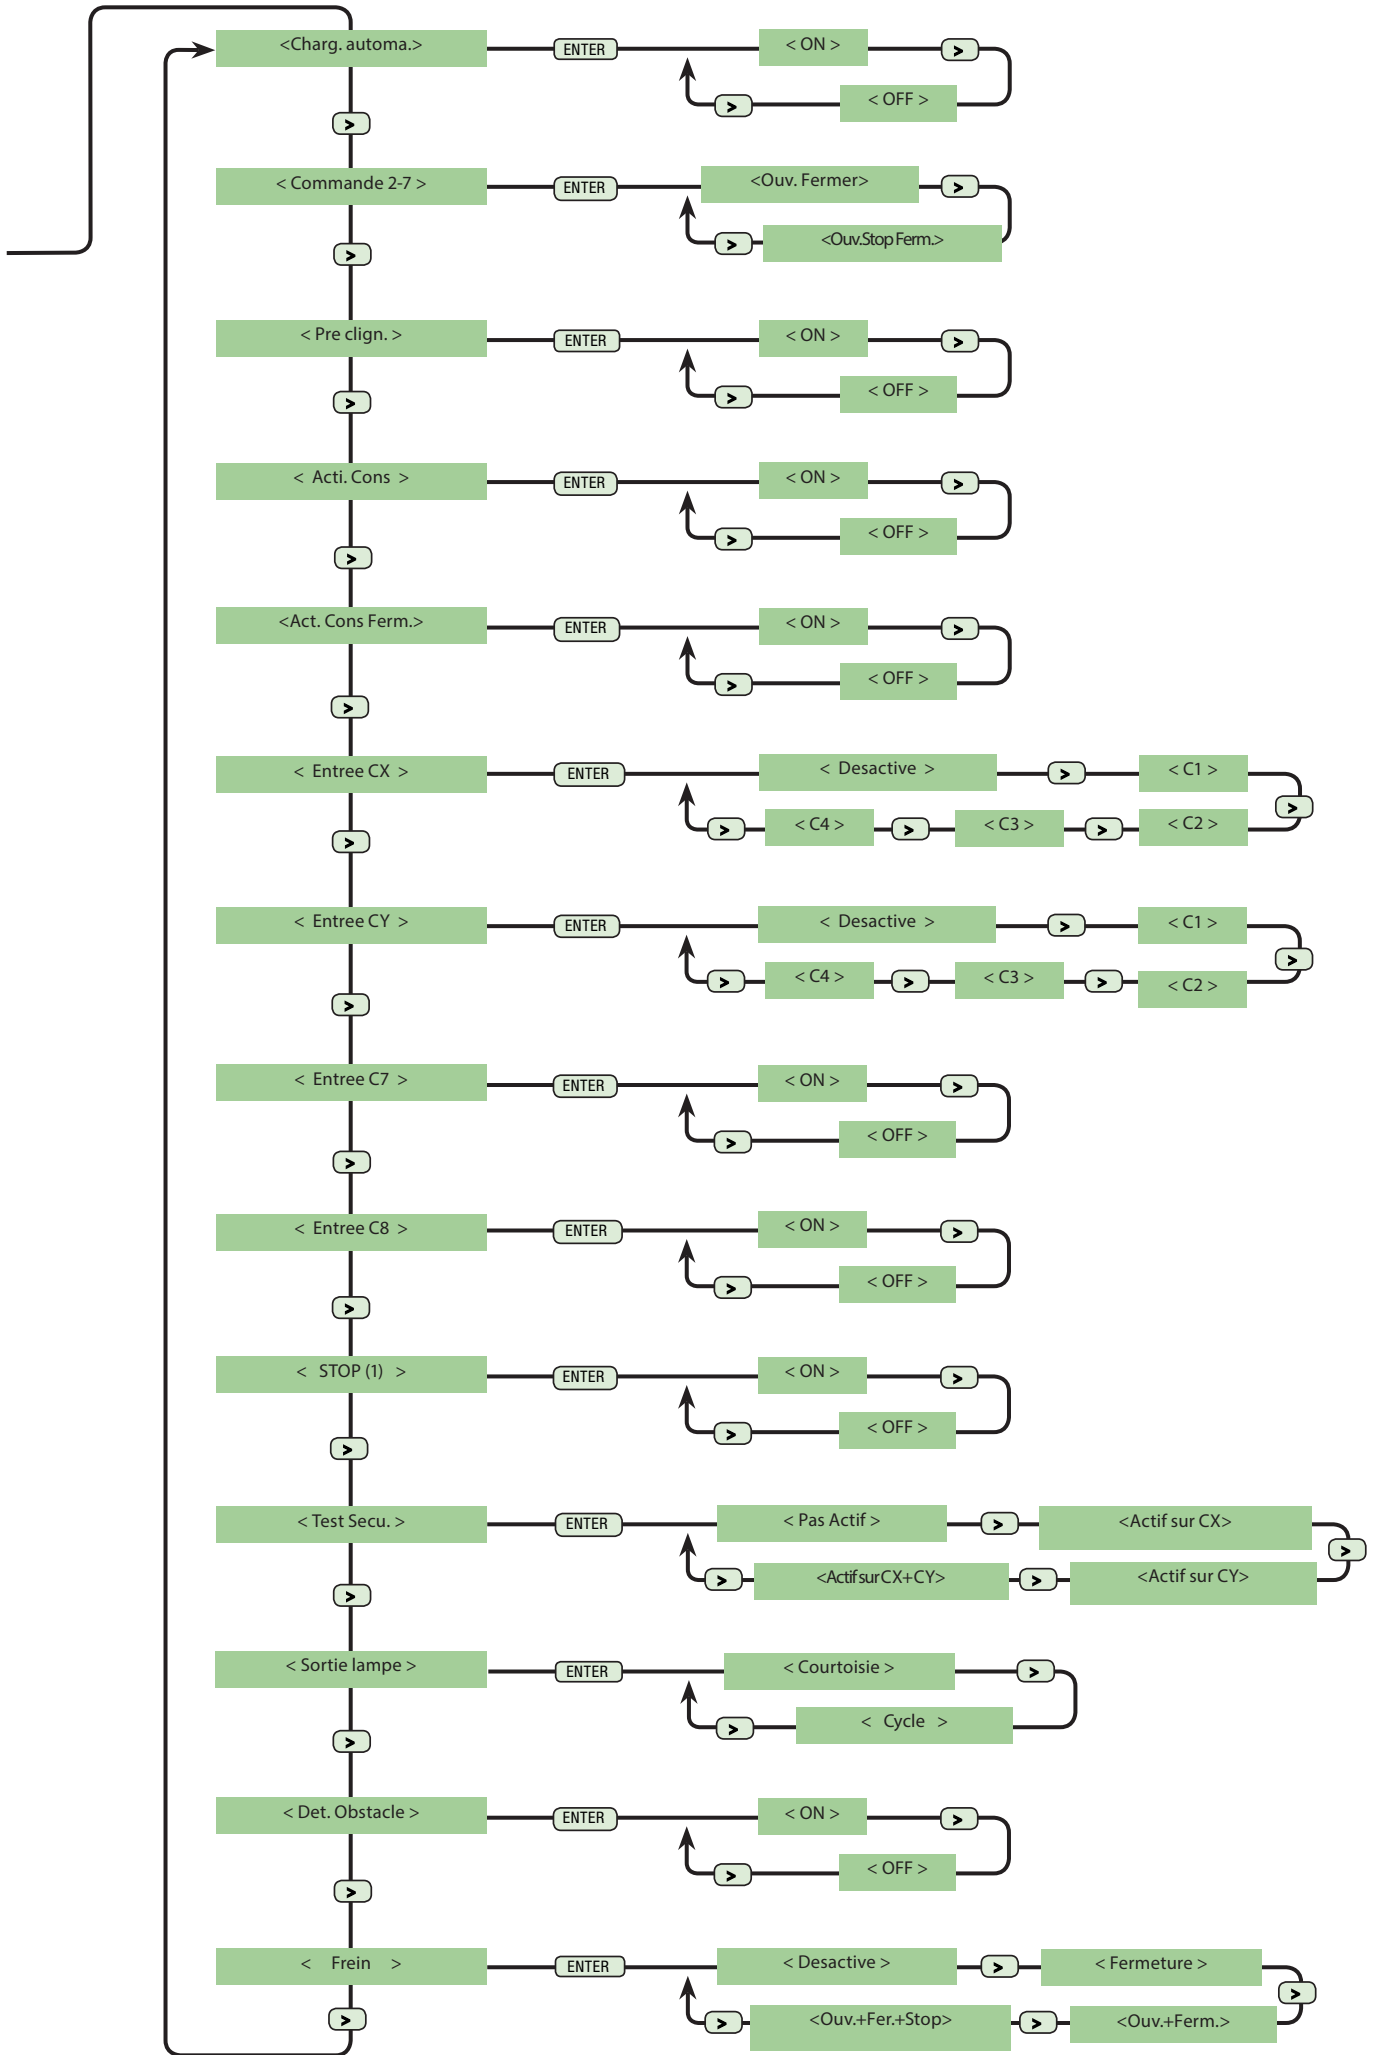 <Charg. automa.> ENTER < ON > >
> < OFF >
>
< Commande 2-7 > ENTER <Ouv. Fermer> >
> <Ouv.Stop Ferm.>
>
< Pre clign. > ENTER < ON > >
> < OFF >
>
< Acti. Cons > ENTER < ON > >
> < OFF >
>
<Act. Cons Ferm.> ENTER < ON > >
> < OFF >
>
< Entree CX > ENTER < Desactive > > < C1 >
>
> < C4 > > < C3 > > < C2 >
>
< Entree CY > ENTER < Desactive > > < C1 >
>
> < C4 > > < C3 > > < C2 >
>
< Entree C7 > ENTER < ON > >
> < OFF >
>
< Entree C8 > ENTER < ON > >
> < OFF >
>
< STOP (1) > ENTER < ON > >
> < OFF >
>
< Test Secu. > ENTER < Pas Actif > > <Actif sur CX>
>
> <Actif sur CX+CY> > <Actif sur CY>
>
< Sortie lampe > ENTER < Courtoisie > >
> < Cycle >
>
< Det. Obstacle > ENTER < ON > >
> < OFF >
>
< Frein > ENTER < Desactive > > < Fermeture >
>
> <Ouv.+Fer.+Stop> > <Ouv.+Ferm.>
>